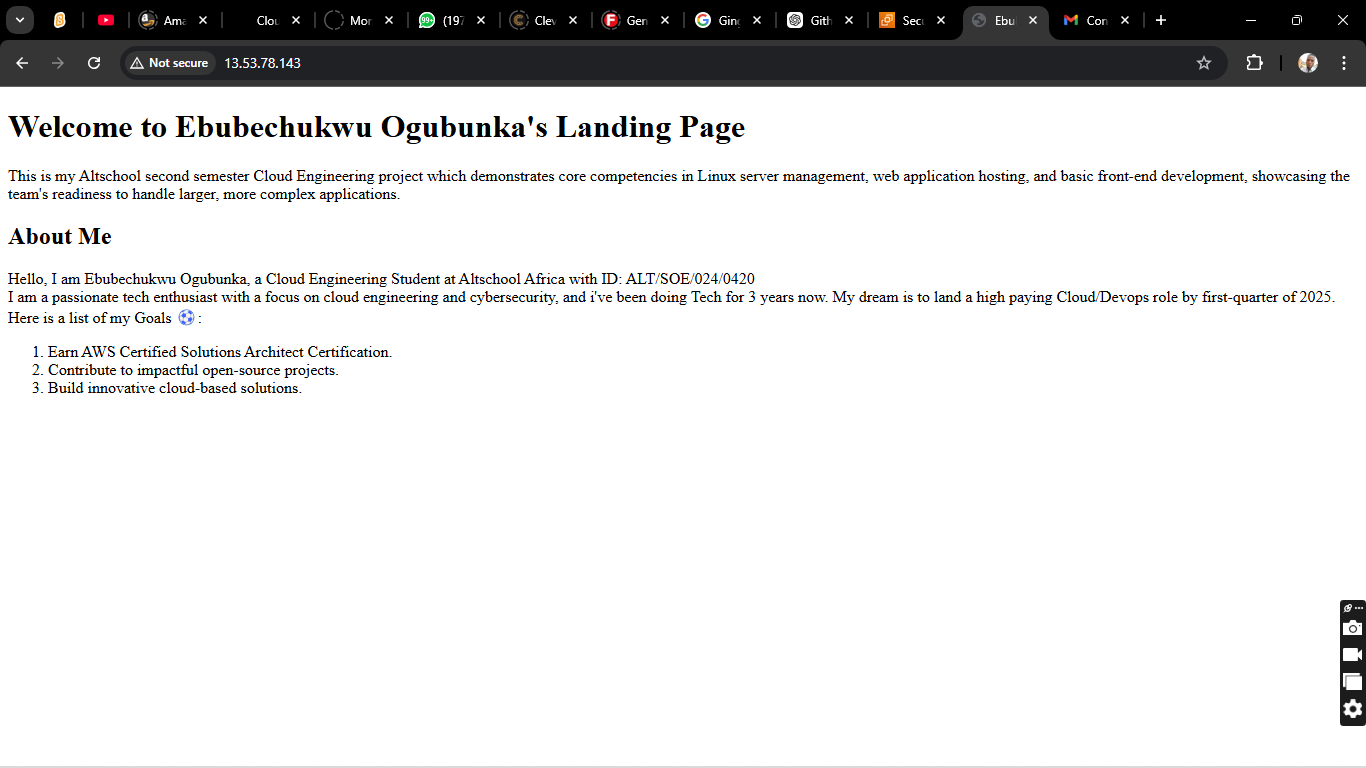 Ama
Clou
Mor
99+
(197
Clev
Gen
Gith
Sec
Ebu
Con
Not secure
13.53.78.143
Welcome to Ebubechukwu Ogubunka's Landing Page
This is my Altschool second semester Cloud Engineering project which demonstrates core competencies in Linux server management, web application hosting, and basic front-end development, showcasing the
team's readiness to handle larger, more complex applications.
About Me
Hello, I am Ebubechukwu Ogubunka, a Cloud Engineering Student at Altschool Africa with ID: ALT/SOE/024/0420
I am a passionate tech enthusiast with a focus on cloud engineering and cybersecurity, and i've been doing Tech for 3 years now. My dream is to land a high paying Cloud/Devops role by first-quarter of 2025.
Here is a list of my Goals ⚽ :
1. Earn AWS Certified Solutions Architect Certification.
2. Contribute to impactful open-source projects.
3. Build innovative cloud-based solutions.